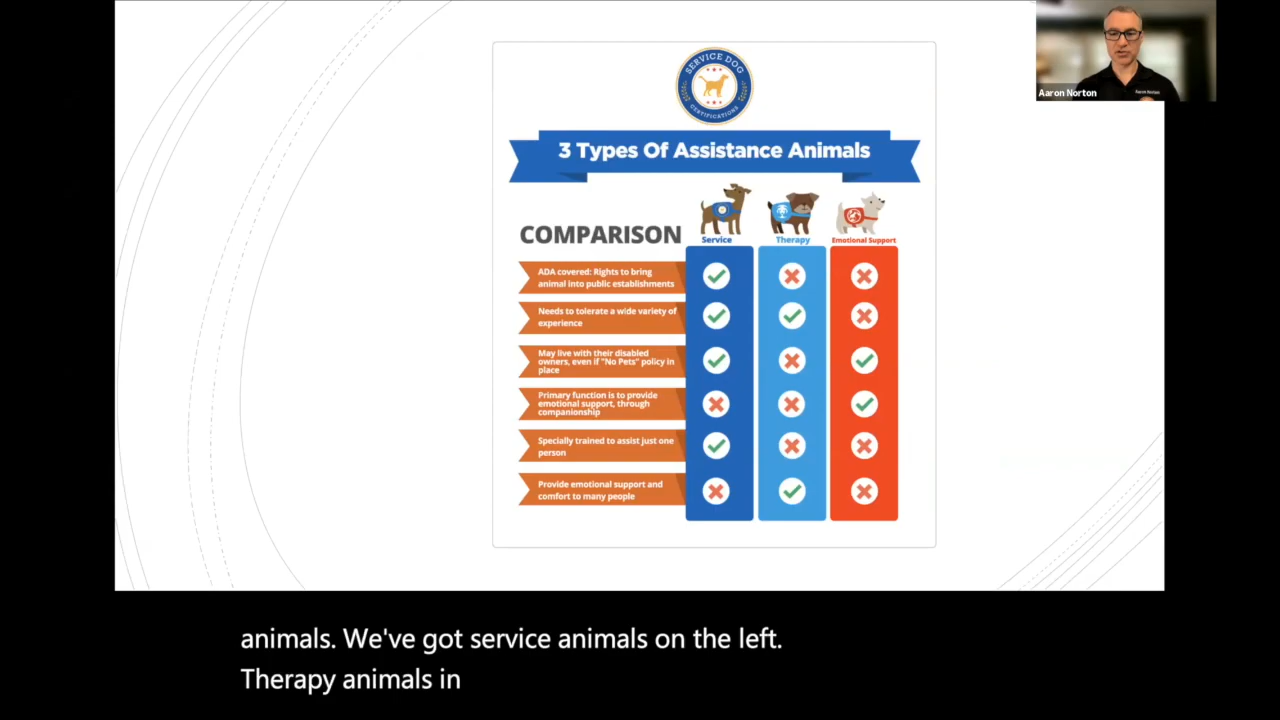 Aaron Norton
SERVICE DOG
CERTIFICATIONS
3 Types Of Assistance Animals
COMPARISON
Service
Therapy
Emotional Support
ADA covered: Rights to bring
animal into public establishments
Needs to tolerate a wide variety of
experience
May live with their disabled
owners, even if "No Pets" policy in
place
Primary function is to provide
emotional support, through
companionship
Specially trained to assist just one
person
Provide emotional support and
comfort to many people
animals. We've got service animals on the left.
Therapy animals in